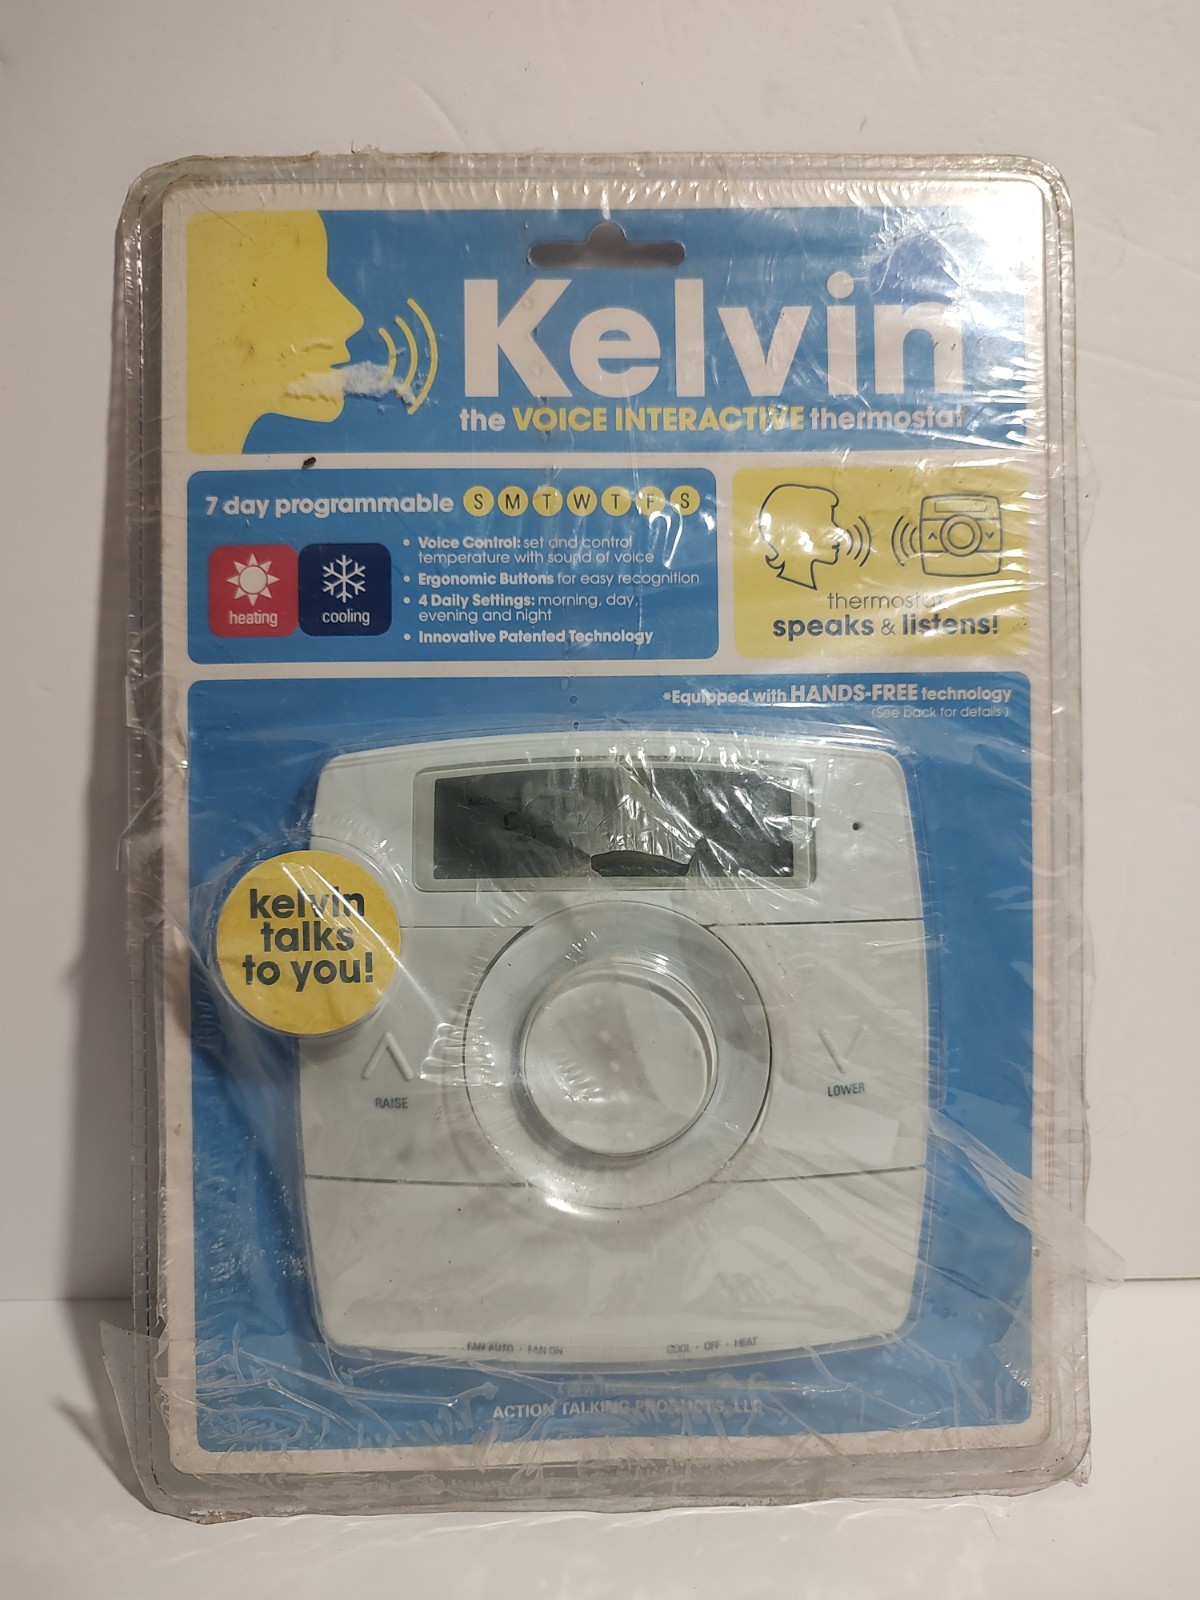 Kelvin
the VOICE INTERACTIVE thermostat
7 day programmable S M T W T F S
• Voice Control: set and control
temperature with sound of voice
• Ergonomic Buttons for easy recognition
• 4 Daily Settings: morning, day,
evening and night
• Innovative Patented Technology
heating
cooling
thermostat
speaks & listens!
*Equipped with HANDS-FREE technology
(See back for details)
MON
kelvin
talks
to you!
RAISE
LOWER
FAN AUTO • FAN ON
COOL • OFF • HEAT
ACTION TALKING PRODUCTS, LLC